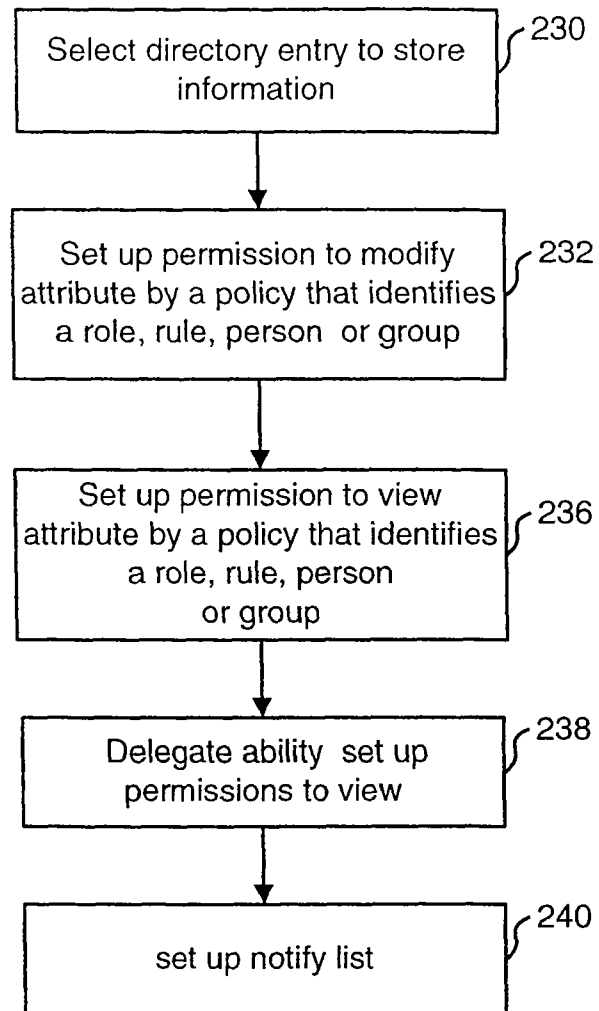 Select directory entry to store
information
230
Set up permission to modify
attribute by a policy that identifies
a role, rule, person or group
232
Set up permission to view
attribute by a policy that identifies
a role, rule, person
or group
236
Delegate ability set up
permissions to view
238
set up notify list
240